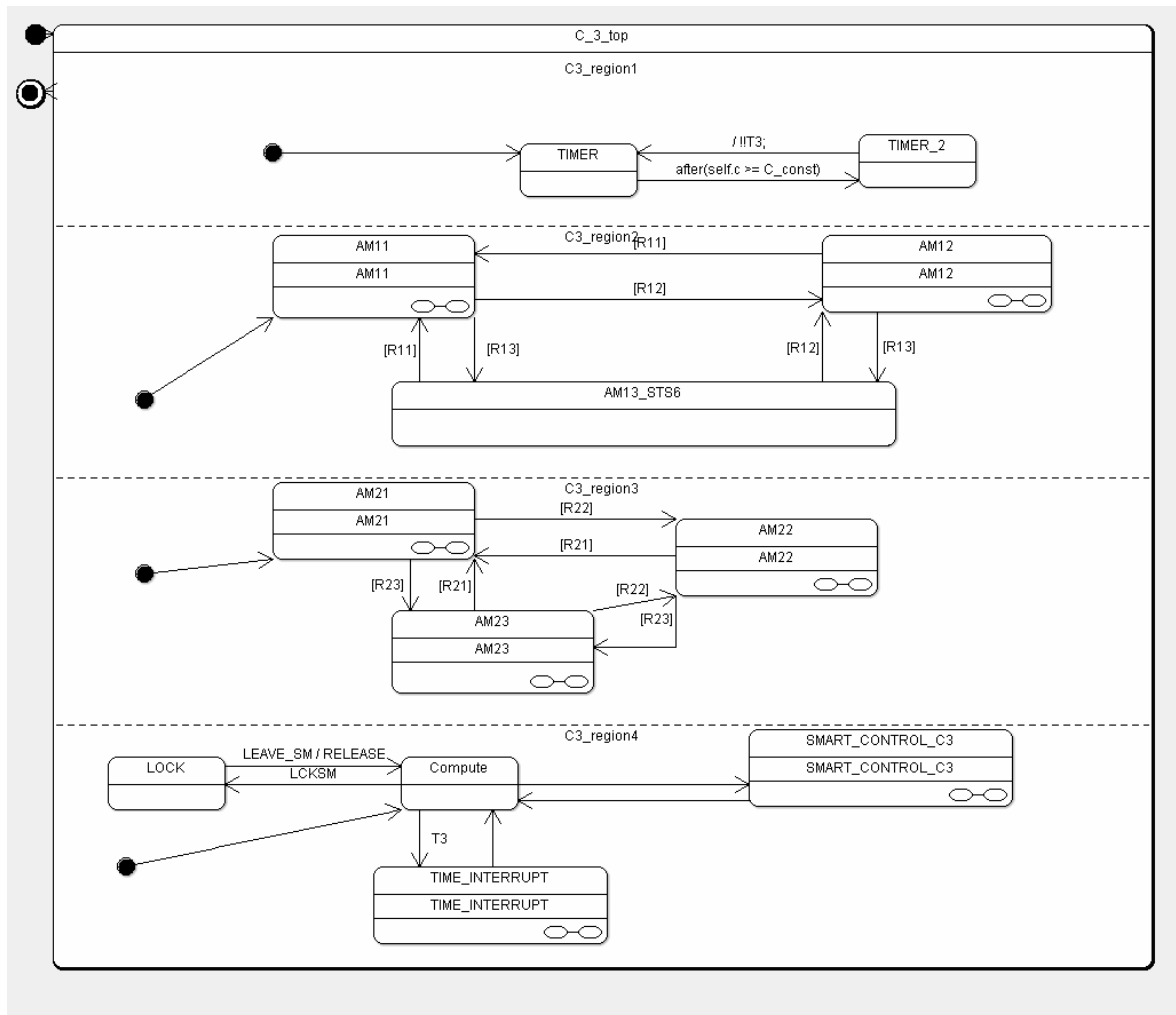 C_3_top
C3_region1
TIMER
/ !!T3;
TIMER_2
after(self.c >= C_const)
C3_region2
AM11
AM11
[R11]
[R12]
AM12
AM12
[R11]
[R13]
[R12]
[R13]
AM13_STS6
C3_region3
AM21
AM21
[R22]
[R21]
AM22
AM22
[R23]
[R21]
[R22]
[R23]
AM23
AM23
C3_region4
LOCK
LEAVE_SM / RELEASE
LCKSM
Compute
SMART_CONTROL_C3
SMART_CONTROL_C3
T3
TIME_INTERRUPT
TIME_INTERRUPT